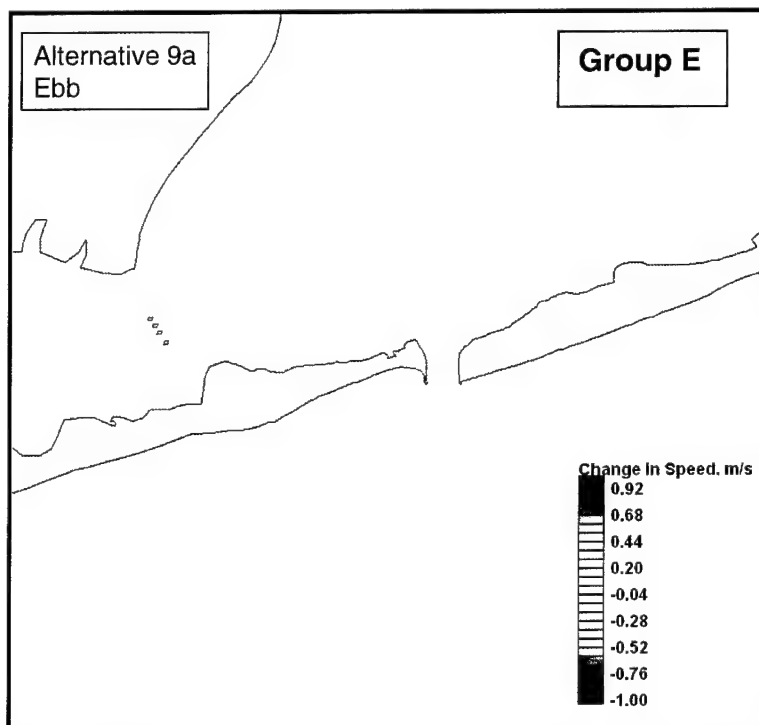 Alternative 9a
Ebb
Group E
Change in Speed, m/s
0.92
0.68
0.44
0.20
-0.04
-0.28
-0.52
-0.76
-1.00